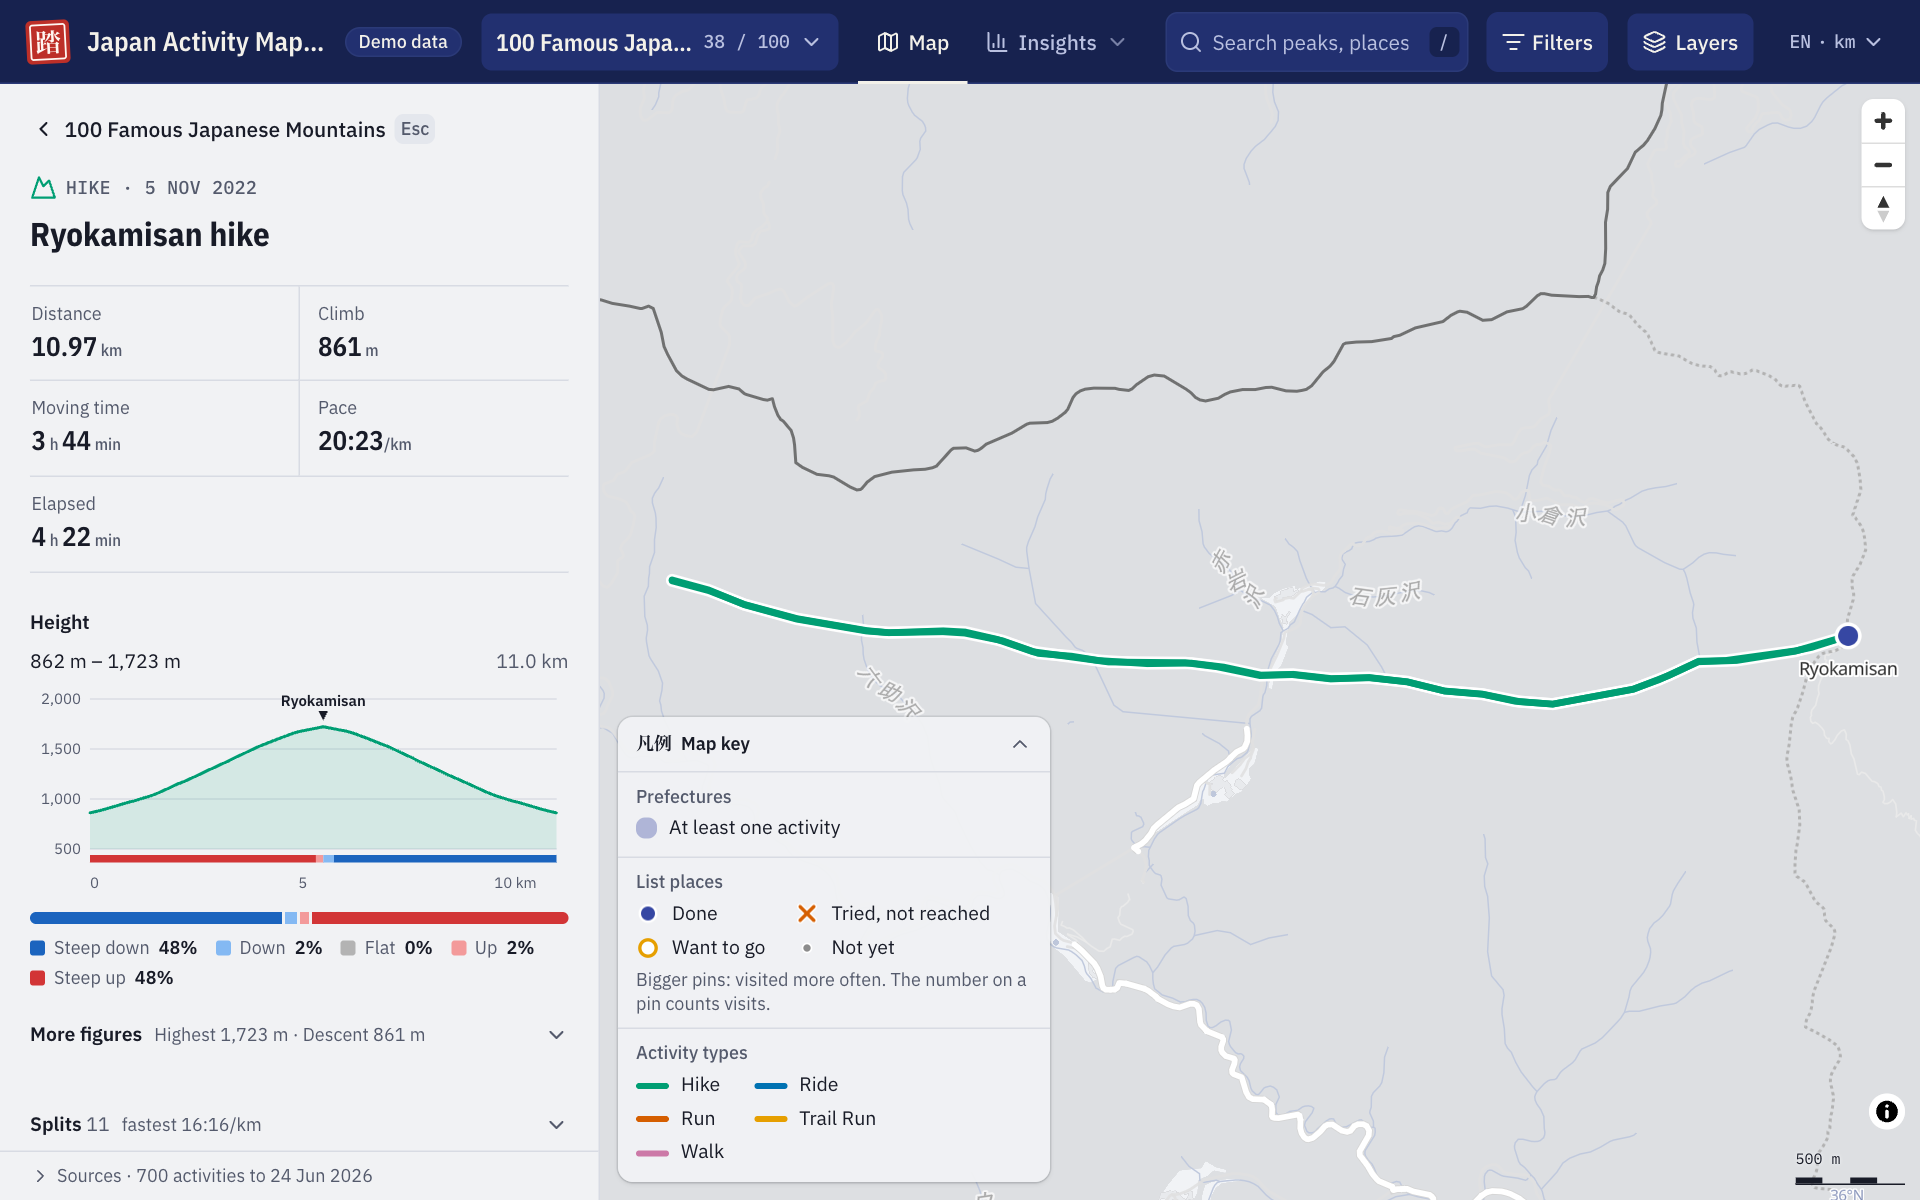 踏 Japan Activity Map... Demo data 100 Famous Japa... 38 / 100 Map Insights Search peaks, places / Filters Layers EN · km
100 Famous Japanese Mountains Esc
HIKE · 5 NOV 2022
Ryokamisan hike
Distance
10.97 km
Climb
861 m
Moving time
3 h 44 min
Pace
20:23/km
Elapsed
4 h 22 min
Height
862 m – 1,723 m 11.0 km
2,000
Ryokamisan
1,500
1,000
500
0 5 10 km
Steep down 48% Down 2% Flat 0% Up 2%
Steep up 48%
More figures Highest 1,723 m · Descent 861 m
Splits 11 fastest 16:16/km
Sources · 700 activities to 24 Jun 2026
小倉沢
赤岩沢
石灰沢
六助沢
Ryokamisan
凡例 Map key
Prefectures
At least one activity
List places
Done Tried, not reached
Want to go Not yet
Bigger pins: visited more often. The number on a
pin counts visits.
Activity types
Hike Ride
Run Trail Run
Walk
500 m
36°N